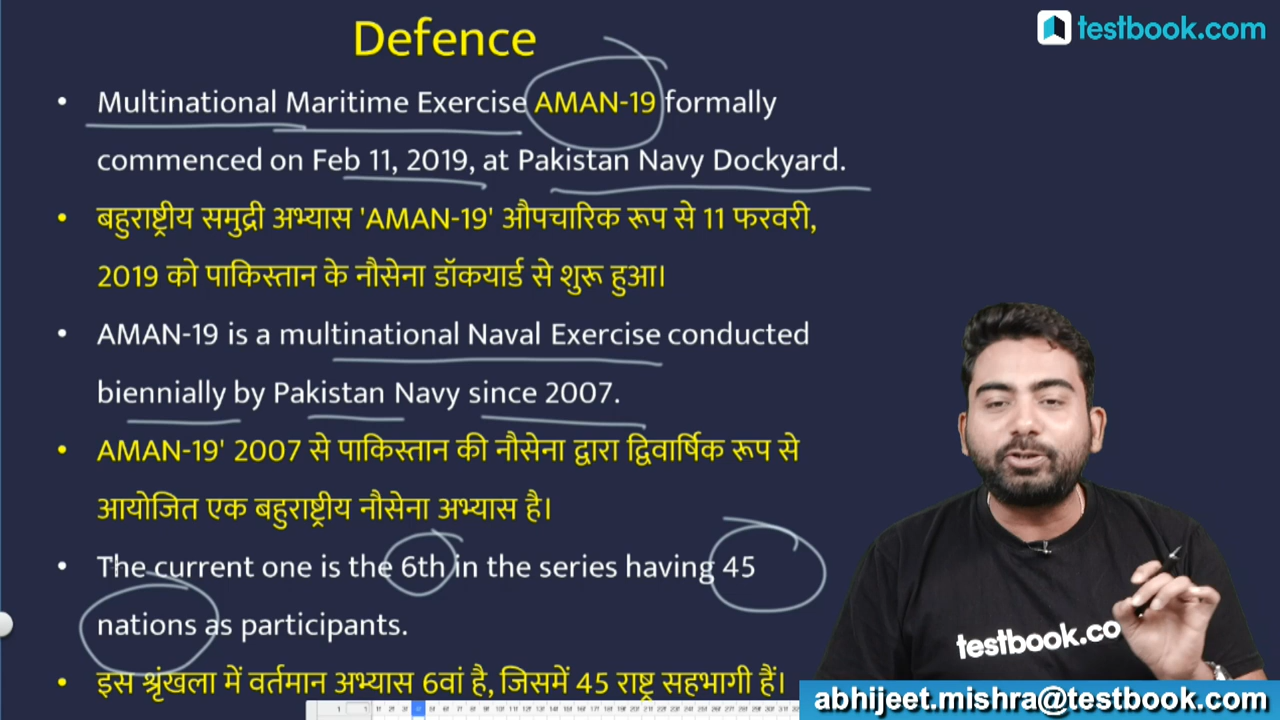 Defence
testbook.com
• Multinational Maritime Exercise AMAN-19 formally
commenced on Feb 11, 2019, at Pakistan Navy Dockyard.
• बहुराष्ट्रीय समुद्री अभ्यास 'AMAN-19' औपचारिक रूप से 11 फरवरी,
2019 को पाकिस्तान के नौसेना डॉकयार्ड से शुरू हुआ।
• AMAN-19 is a multinational Naval Exercise conducted
biennially by Pakistan Navy since 2007.
• AMAN-19' 2007 से पाकिस्तान की नौसेना द्वारा द्विवार्षिक रूप से
आयोजित एक बहुराष्ट्रीय नौसेना अभ्यास है।
• The current one is the 6th in the series having 45
nations as participants.
• इस श्रृंखला में वर्तमान अभ्यास 6वां है, जिसमें 45 राष्ट्र सहभागी हैं।
testbook.co
abhijeet.mishra@testbook.com